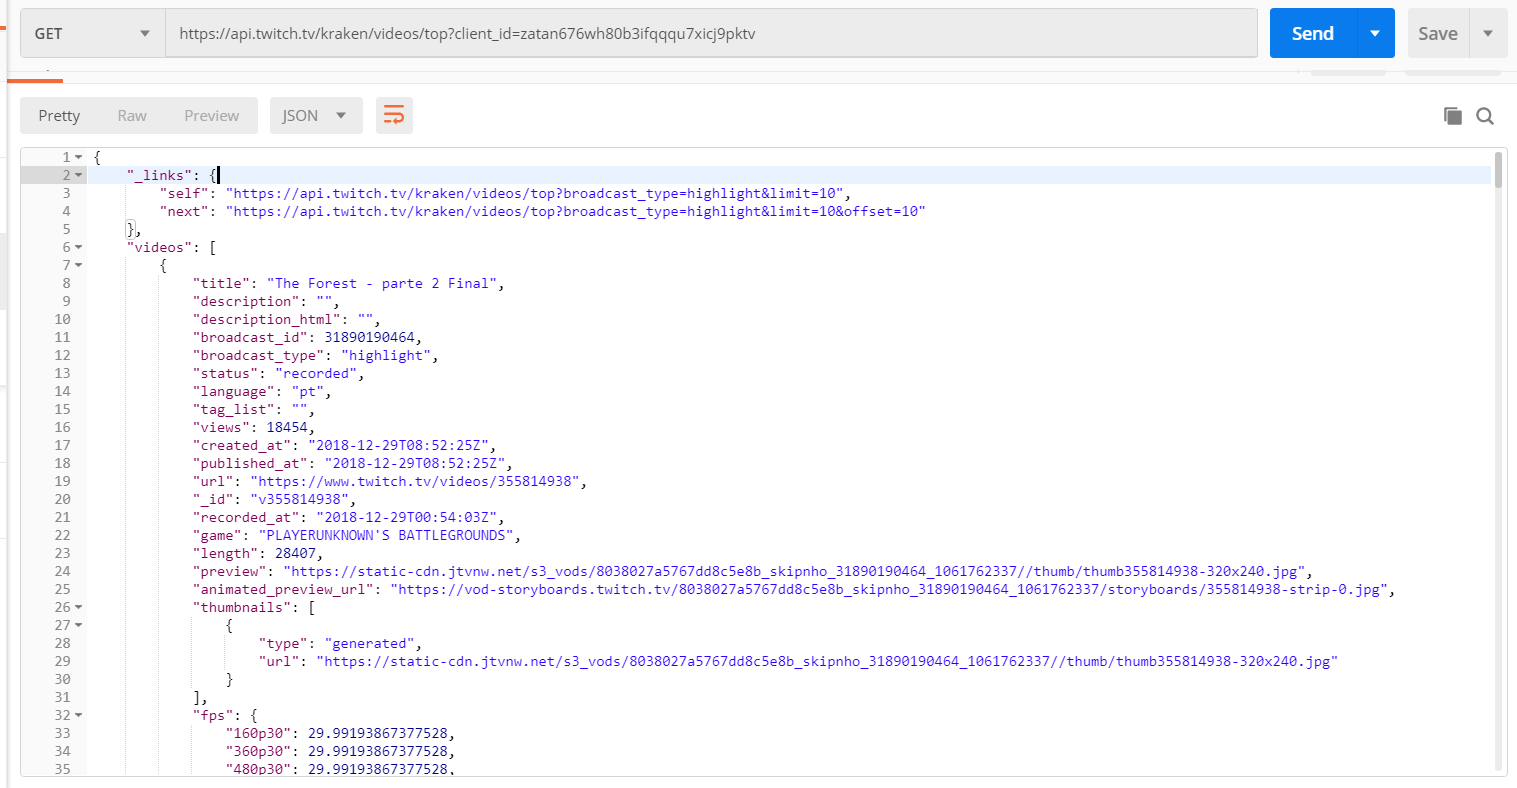 GET https://api.twitch.tv/kraken/videos/top?client_id=zatan676wh80b3ifqqqu7xicj9pktv Send Save
Pretty Raw Preview JSON
1 {
2 "_links": {
3 "self": "https://api.twitch.tv/kraken/videos/top?broadcast_type=highlight&limit=10",
4 "next": "https://api.twitch.tv/kraken/videos/top?broadcast_type=highlight&limit=10&offset=10"
5 },
6 "videos": [
7 {
8 "title": "The Forest - parte 2 Final",
9 "description": "",
10 "description_html": "",
11 "broadcast_id": 31890190464,
12 "broadcast_type": "highlight",
13 "status": "recorded",
14 "language": "pt",
15 "tag_list": "",
16 "views": 18454,
17 "created_at": "2018-12-29T08:52:25Z",
18 "published_at": "2018-12-29T08:52:25Z",
19 "url": "https://www.twitch.tv/videos/355814938",
20 "_id": "v355814938",
21 "recorded_at": "2018-12-29T00:54:03Z",
22 "game": "PLAYERUNKNOWN'S BATTLEGROUNDS",
23 "length": 28407,
24 "preview": "https://static-cdn.jtvnw.net/s3_vods/8038027a5767dd8c5e8b_skipnho_31890190464_1061762337//thumb/thumb355814938-320x240.jpg",
25 "animated_preview_url": "https://vod-storyboards.twitch.tv/8038027a5767dd8c5e8b_skipnho_31890190464_1061762337/storyboards/355814938-strip-0.jpg",
26 "thumbnails": [
27 {
28 "type": "generated",
29 "url": "https://static-cdn.jtvnw.net/s3_vods/8038027a5767dd8c5e8b_skipnho_31890190464_1061762337//thumb/thumb355814938-320x240.jpg"
30 }
31 ],
32 "fps": {
33 "160p30": 29.99193867377528,
34 "360p30": 29.99193867377528,
35 "480p30": 29.99193867377528,